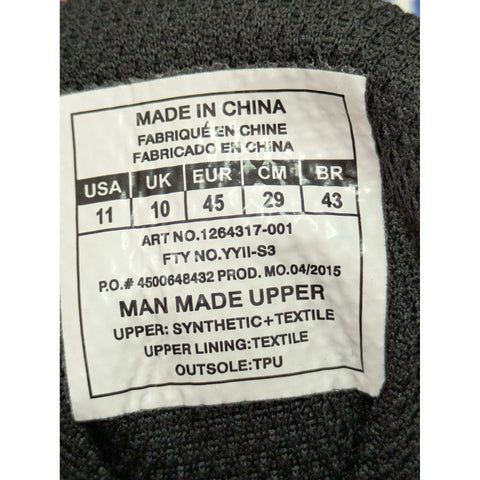 MADE IN CHINA
FABRIQUÉ EN CHINE
FABRICADO EN CHINA
USA UK EUR CM BR
11 10 45 29 43
ART NO.1264317-001
FTY NO.YYII-S3
P.O.# 4500648432 PROD. MO.04/2015
MAN MADE UPPER
UPPER: SYNTHETIC+TEXTILE
UPPER LINING:TEXTILE
OUTSOLE:TPU